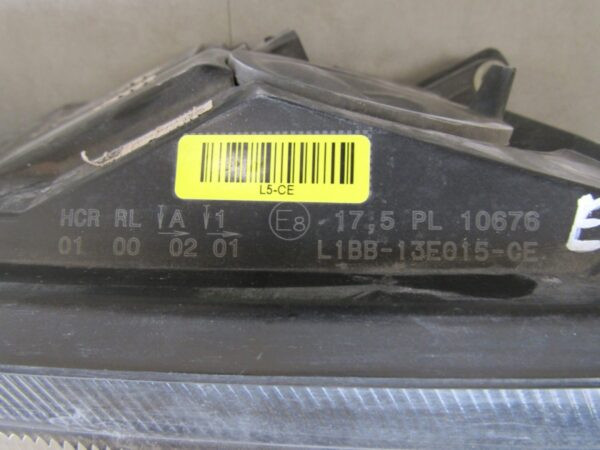 L5-CE
HCR RL A 1 E8 17.5 PL 10676
01 00 02 01 L1BB-13E015-CE
E